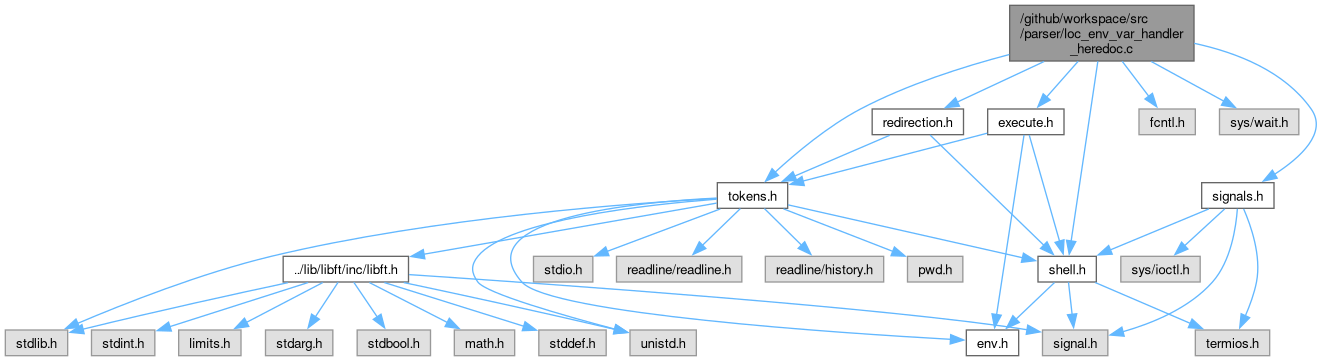 /github/workspace/src
/parser/loc_env_var_handler
_heredoc.c
redirection.h
execute.h
fcntl.h
sys/wait.h
tokens.h
signals.h
../lib/libft/inc/libft.h
stdio.h
readline/readline.h
readline/history.h
pwd.h
shell.h
sys/ioctl.h
stdlib.h
stdint.h
limits.h
stdarg.h
stdbool.h
math.h
stddef.h
unistd.h
env.h
signal.h
termios.h